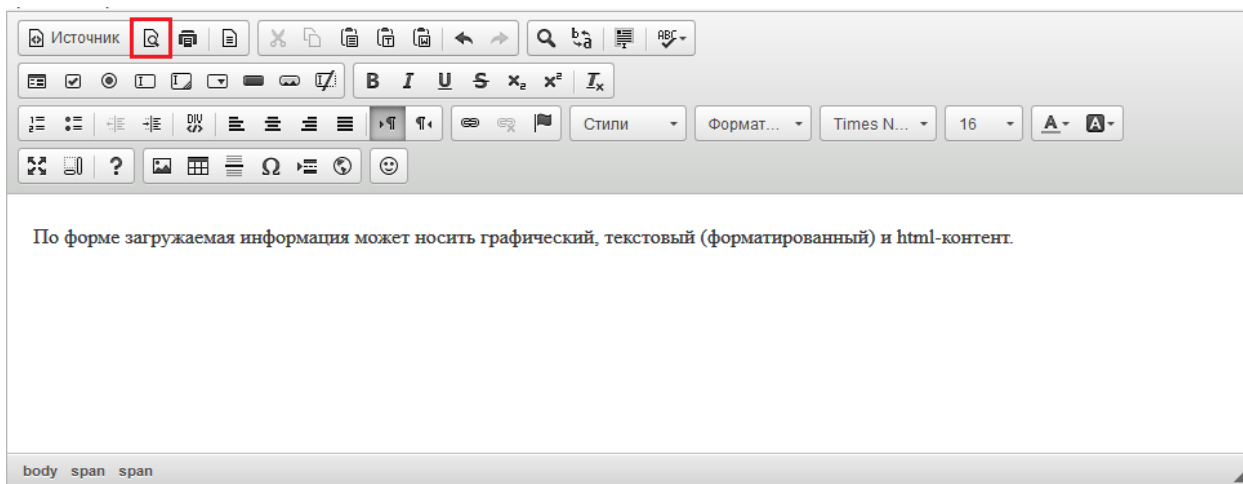 Источник
Стили Формат... Times N... 16
По форме загружаемая информация может носить графический, текстовый (форматированный) и html-контент.
body span span